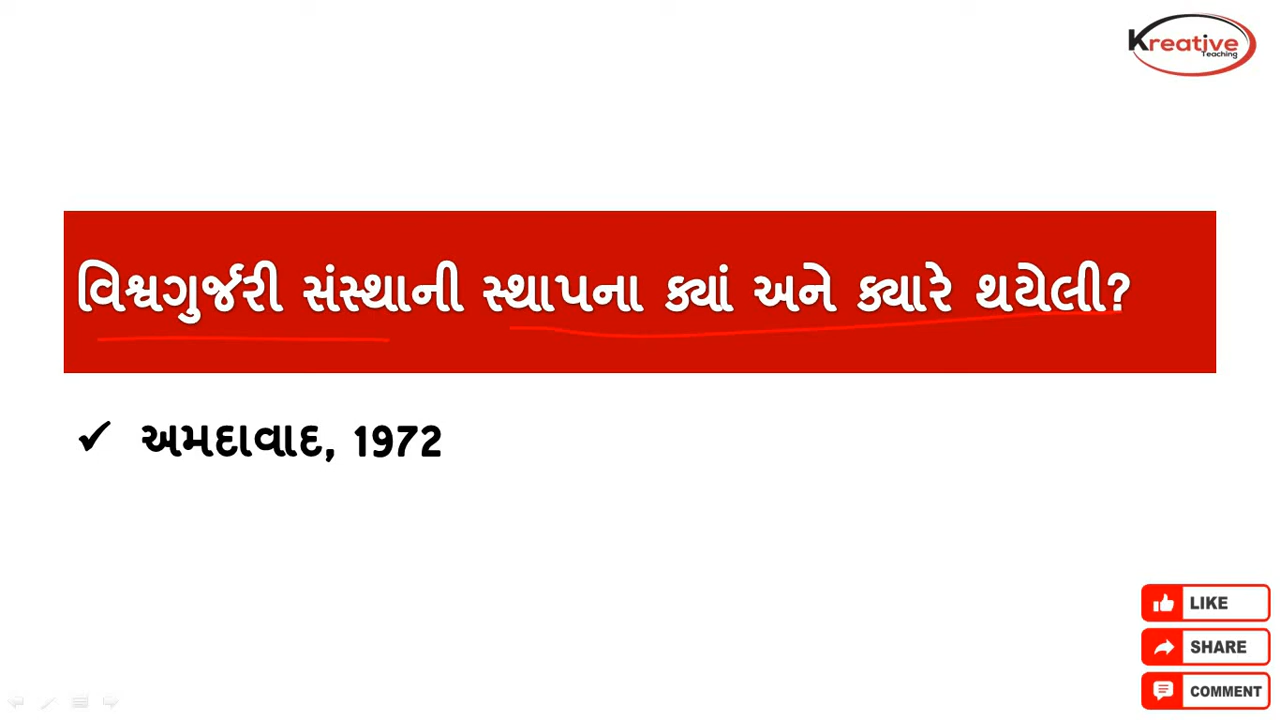 Kreative
Teaching
વિશ્વગુર્જરી સંસ્થાની સ્થાપના ક્યાં અને ક્યારે થયેલી?
✓ અમદાવાદ, 1972
LIKE
SHARE
COMMENT